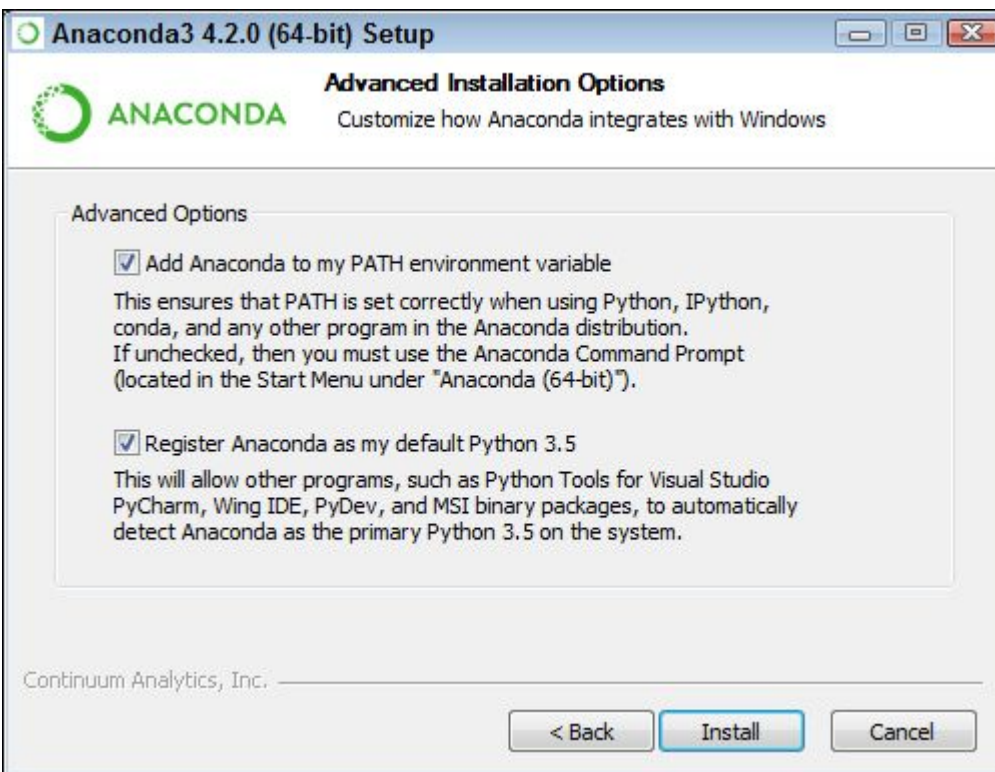 Anaconda3 4.2.0 (64-bit) Setup
Advanced Installation Options
ANACONDA
Customize how Anaconda integrates with Windows
Advanced Options
Add Anaconda to my PATH environment variable
This ensures that PATH is set correctly when using Python, IPython,
conda, and any other program in the Anaconda distribution.
If unchecked, then you must use the Anaconda Command Prompt
(located in the Start Menu under "Anaconda (64-bit)").
Register Anaconda as my default Python 3.5
This will allow other programs, such as Python Tools for Visual Studio
PyCharm, Wing IDE, PyDev, and MSI binary packages, to automatically
detect Anaconda as the primary Python 3.5 on the system.
Continuum Analytics, Inc.
< Back Install Cancel